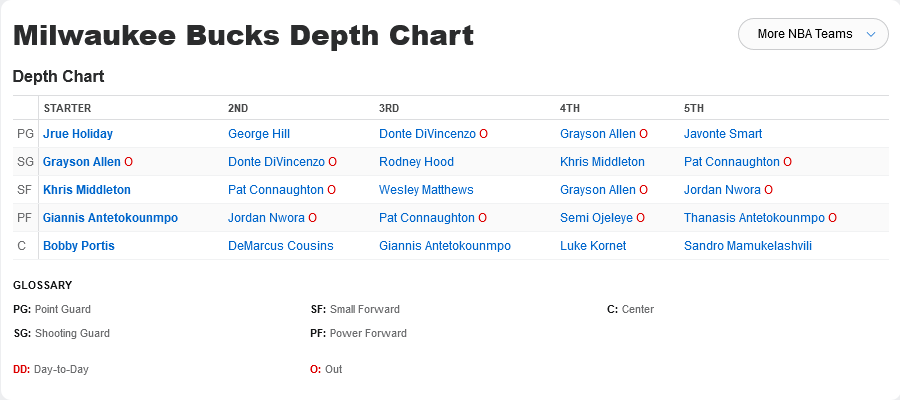 Milwaukee Bucks Depth Chart
More NBA Teams
Depth Chart
STARTER 2ND 3RD 4TH 5TH
PG Jrue Holiday George Hill Donte DiVincenzo O Grayson Allen O Javonte Smart
SG Grayson Allen O Donte DiVincenzo O Rodney Hood Khris Middleton Pat Connaughton O
SF Khris Middleton Pat Connaughton O Wesley Matthews Grayson Allen O Jordan Nwora O
PF Giannis Antetokounmpo Jordan Nwora O Pat Connaughton O Semi Ojeleye O Thanasis Antetokounmpo O
C Bobby Portis DeMarcus Cousins Giannis Antetokounmpo Luke Kornet Sandro Mamukelashvili
GLOSSARY
PG: Point Guard SF: Small Forward C: Center
SG: Shooting Guard PF: Power Forward
DD: Day-to-Day O: Out